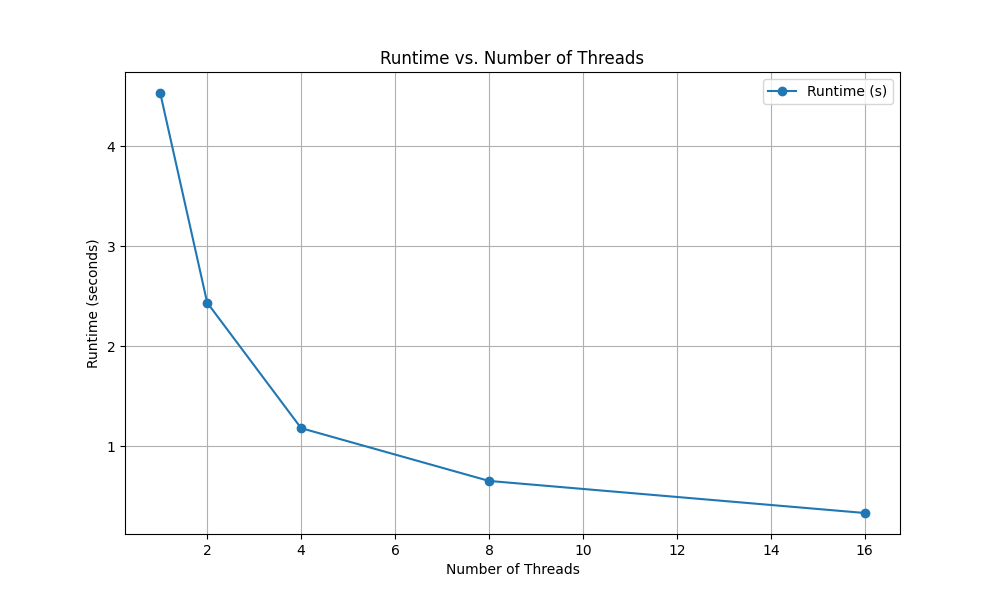 Runtime vs. Number of Threads
Runtime (s)
Runtime (seconds)
4
3
2
1
2 4 6 8 10 12 14 16
Number of Threads